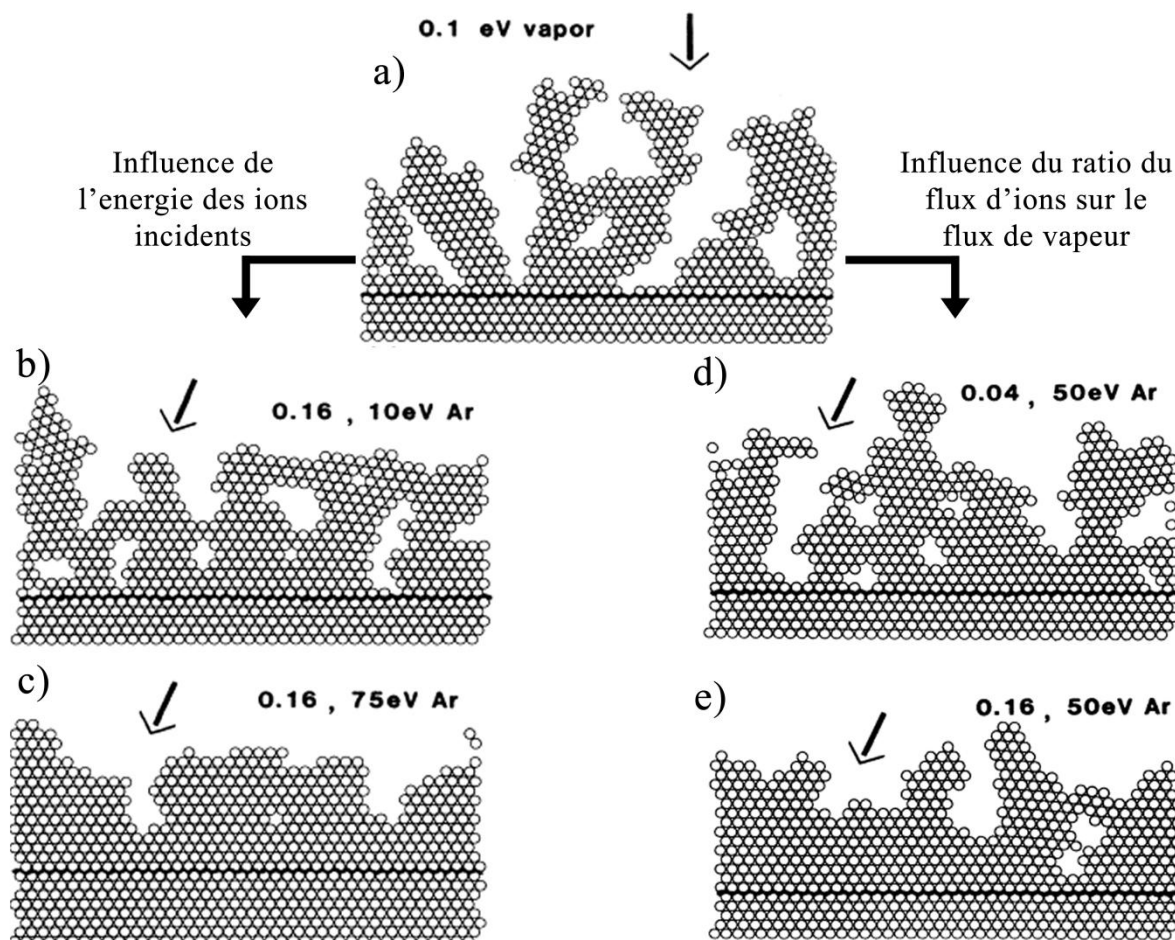 0.1 eV vapor
a)
Influence de
l’energie des ions
incidents
Influence du ratio du
flux d’ions sur le
flux de vapeur
b)
0.16 , 10eV Ar
d)
0.04 , 50eV Ar
c)
0.16 , 75eV Ar
e)
0.16 , 50eV Ar